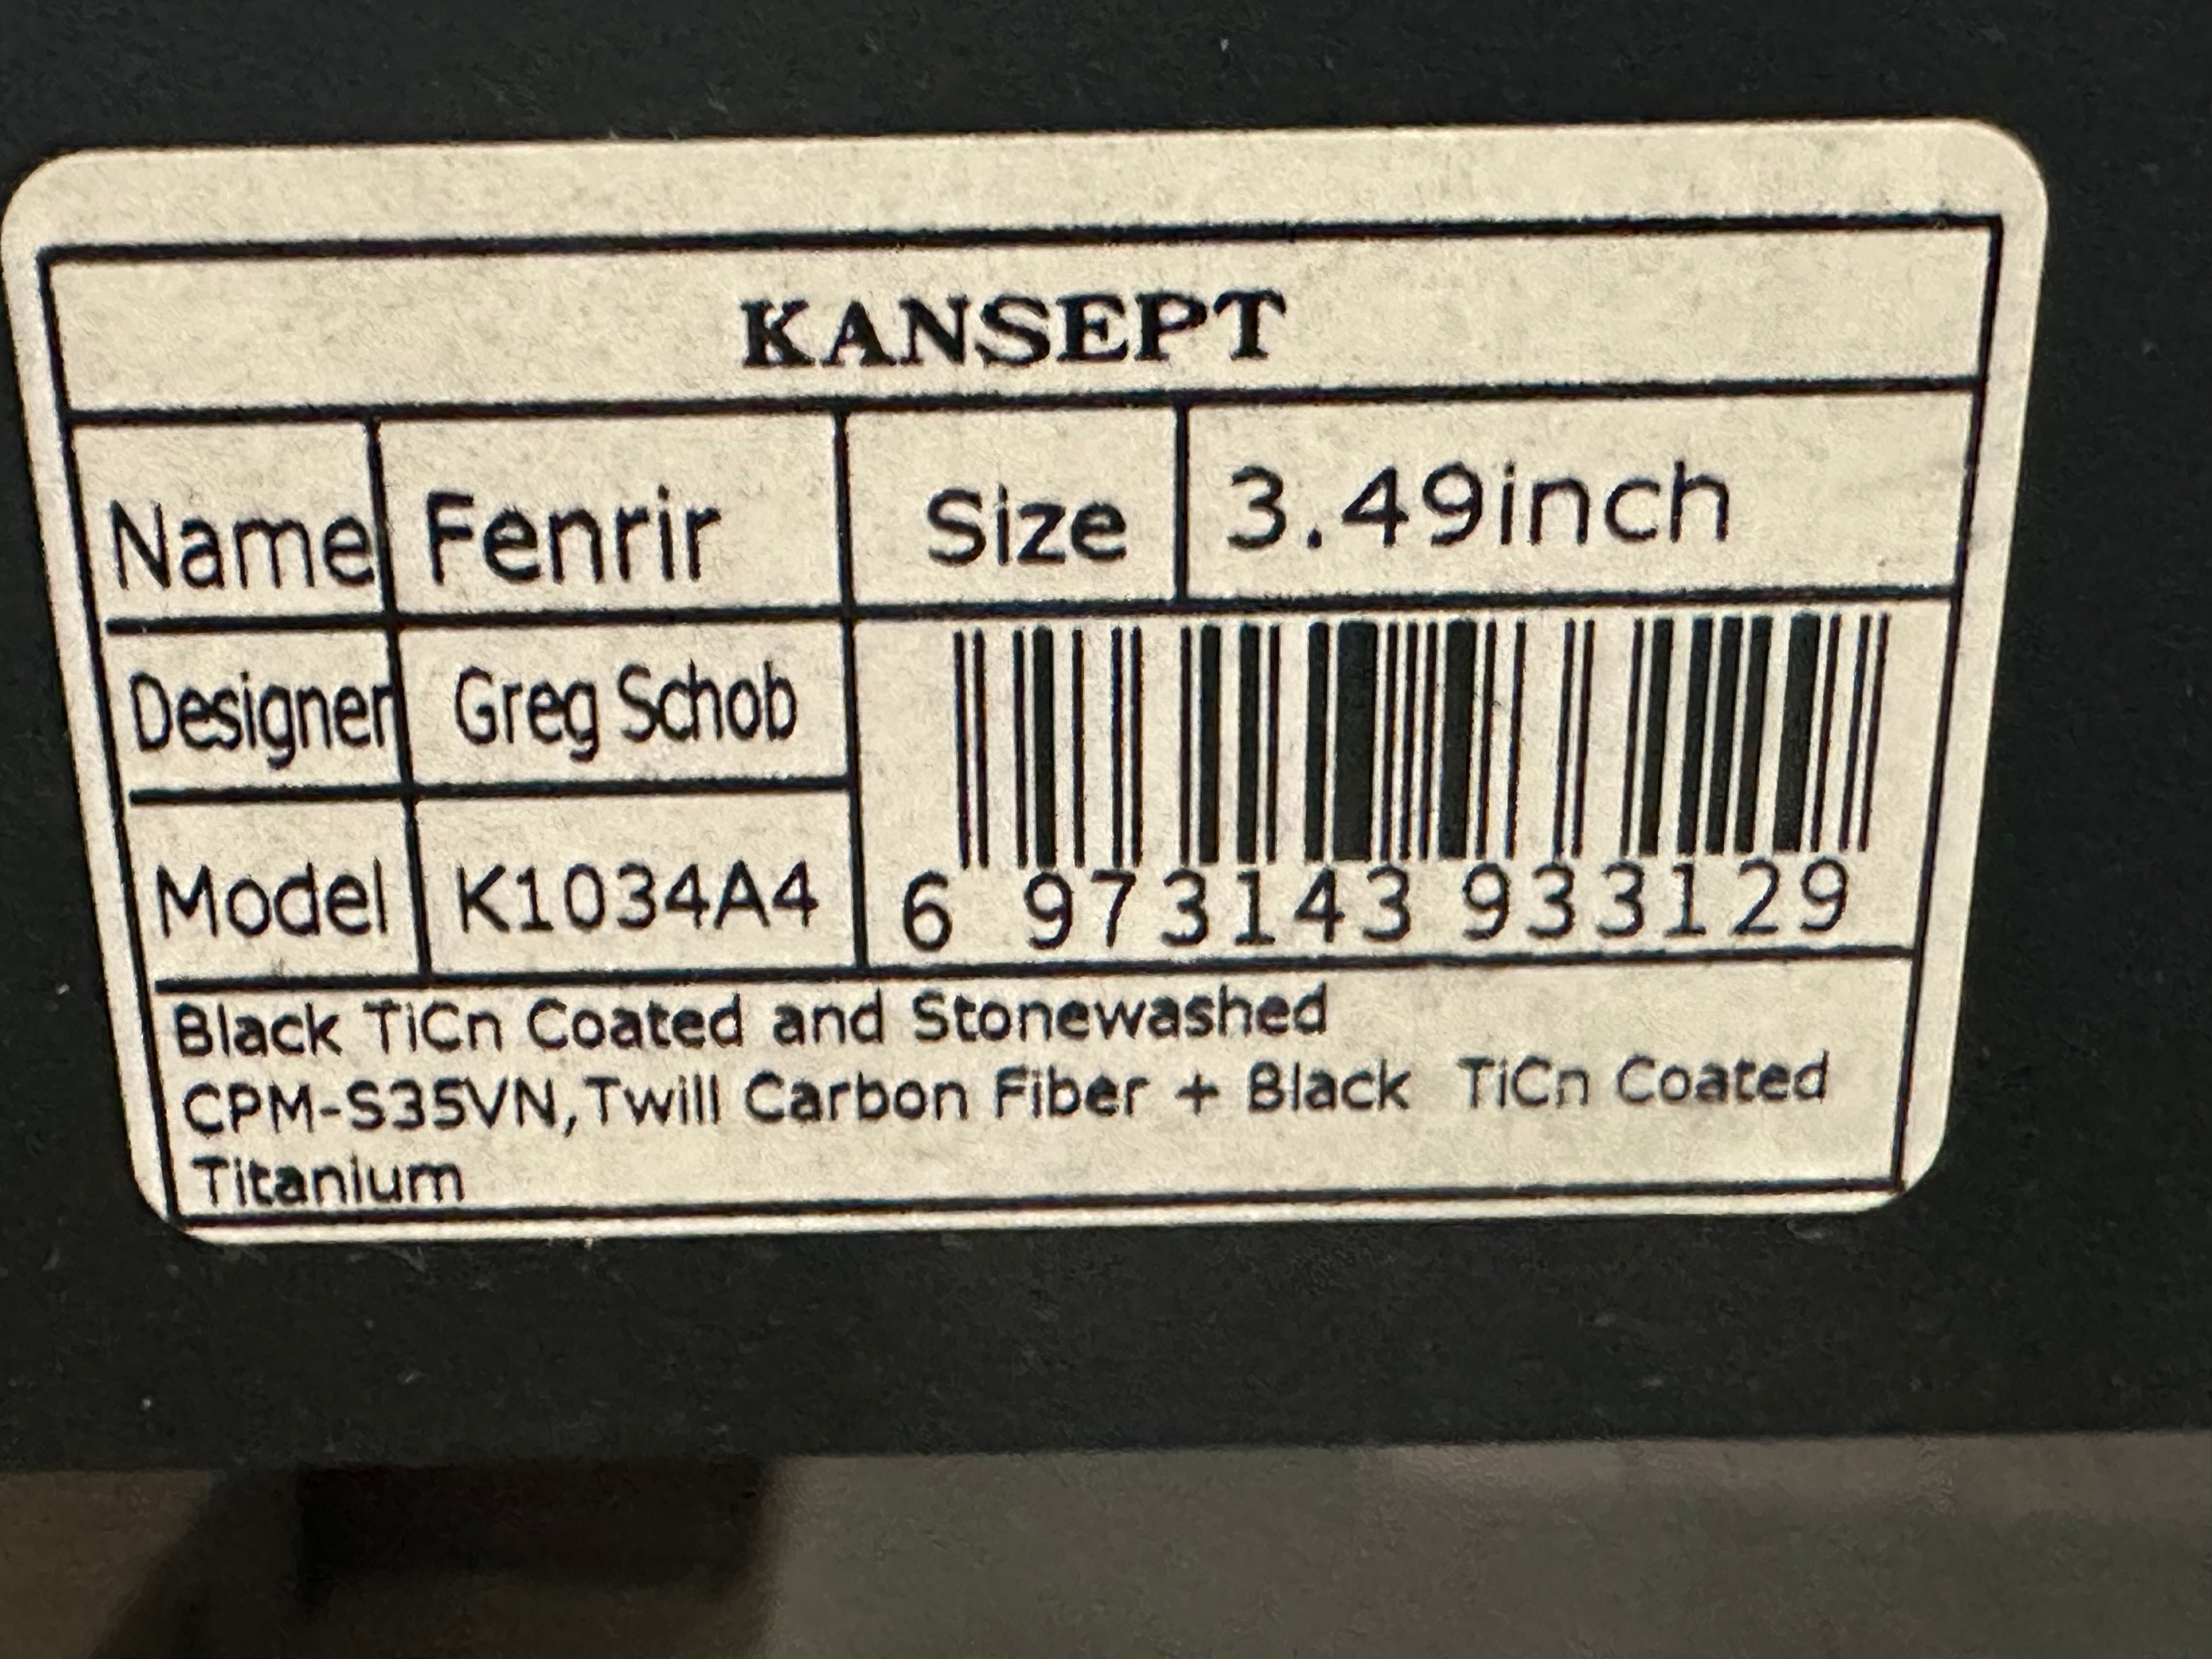 KANSEPT
Name Fenrir Size 3.49inch
Designer Greg Schob
Model K1034A4
6 973143 933129
Black TiCn Coated and Stonewashed
CPM-S35VN,Twill Carbon Fiber + Black TiCn Coated
Titanium